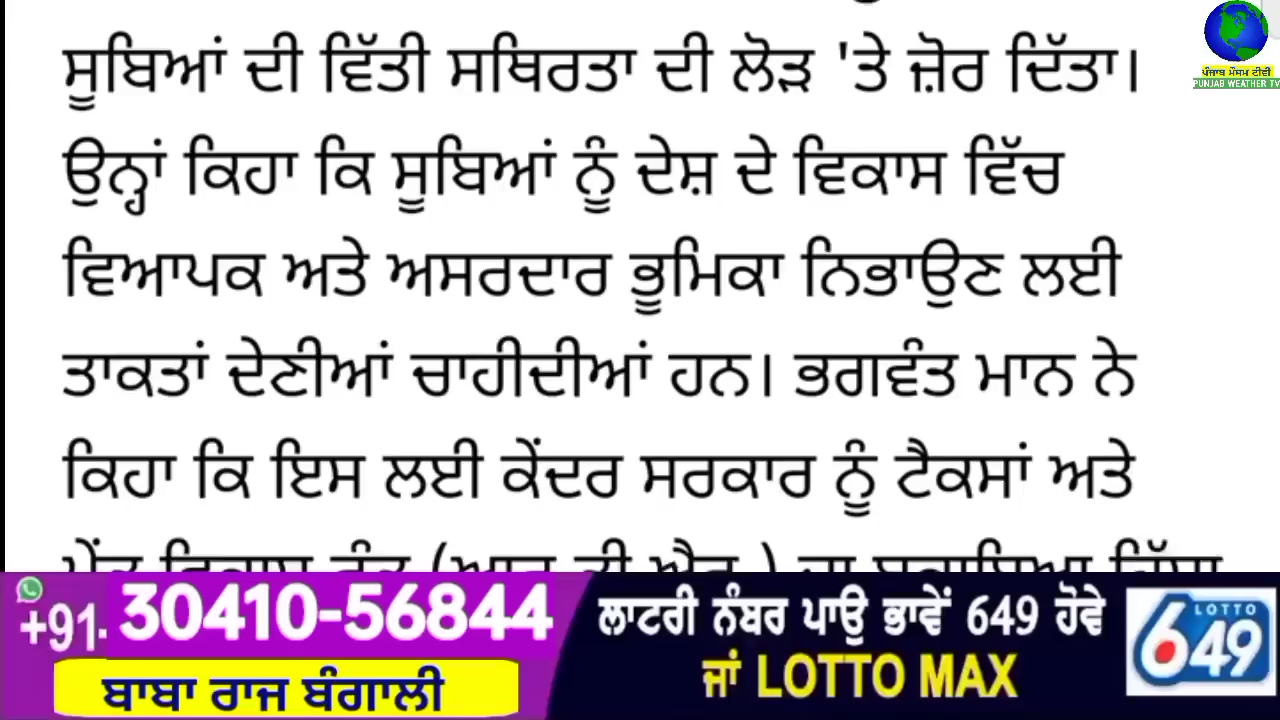 ਸੂਬਿਆਂ ਦੀ ਵਿੱਤੀ ਸਥਿਰਤਾ ਦੀ ਲੋੜ 'ਤੇ ਜ਼ੋਰ ਦਿੱਤਾ।
ਉਨ੍ਹਾਂ ਕਿਹਾ ਕਿ ਸੂਬਿਆਂ ਨੂੰ ਦੇਸ਼ ਦੇ ਵਿਕਾਸ ਵਿੱਚ
ਵਿਆਪਕ ਅਤੇ ਅਸਰਦਾਰ ਭੂਮਿਕਾ ਨਿਭਾਉਣ ਲਈ
ਤਾਕਤਾਂ ਦੇਣੀਆਂ ਚਾਹੀਦੀਆਂ ਹਨ। ਭਗਵੰਤ ਮਾਨ ਨੇ
ਕਿਹਾ ਕਿ ਇਸ ਲਈ ਕੇਂਦਰ ਸਰਕਾਰ ਨੂੰ ਟੈਕਸਾਂ ਅਤੇ
ਪੰਜਾਬ ਮੌਸਮ ਟੀਵੀ
PUNJAB WEATHER TV
+91- 30410-56844
ਬਾਬਾ ਰਾਜ ਬੰਗਾਲੀ
ਲਾਟਰੀ ਨੰਬਰ ਪਾਉ ਭਾਵੇਂ 649 ਹੋਵੇ
ਜਾਂ LOTTO MAX
LOTTO
649